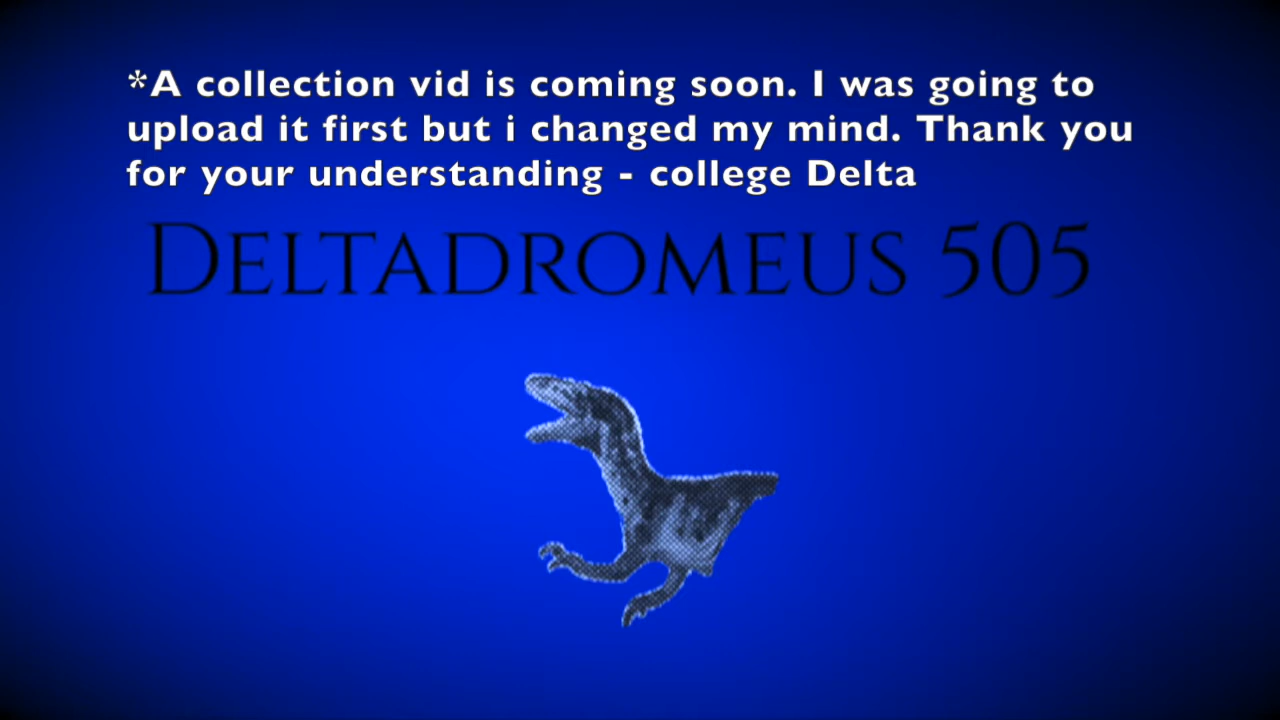 *A collection vid is coming soon. I was going to
upload it first but i changed my mind. Thank you
for your understanding - college Delta
DELTADROMEUS 505